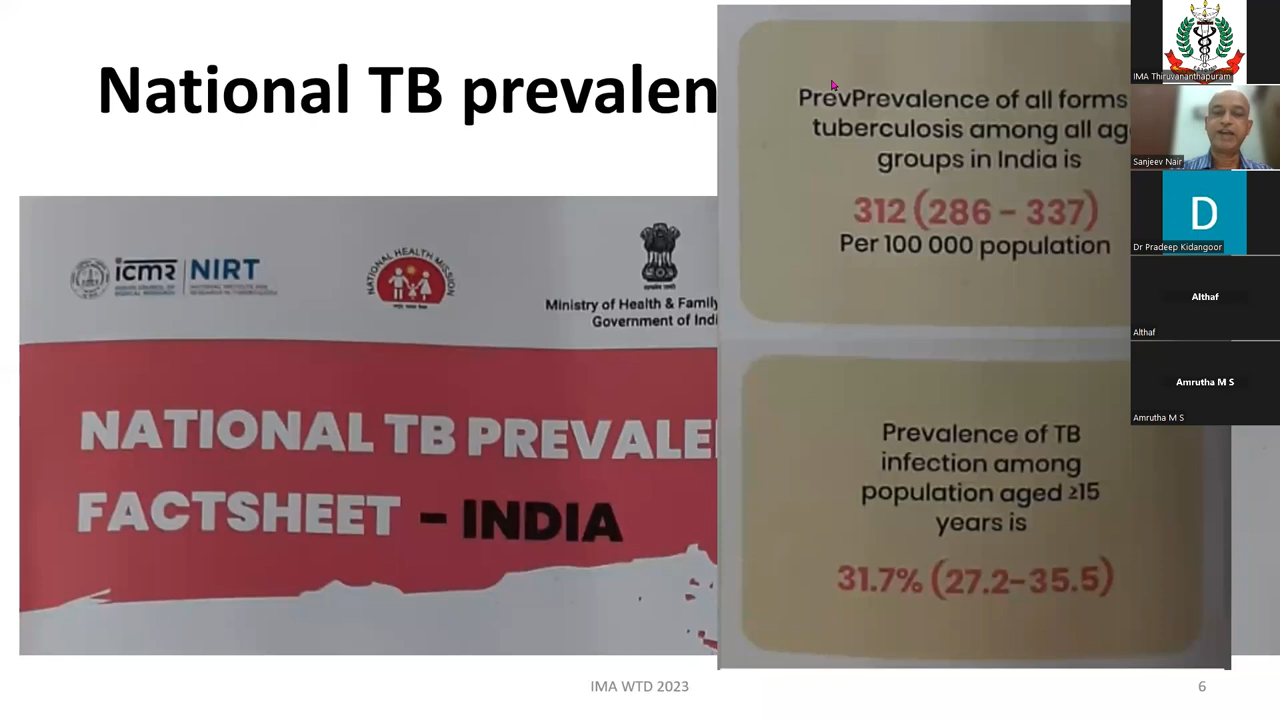 National TB prevalen
icmr NIRT
NATIONAL HEALTH MISSION
Ministry of Health & Family
Government of Indi
NATIONAL TB PREVALE
FACTSHEET - INDIA
PrevPrevalence of all forms
tuberculosis among all ag
groups in India is
312 (286 – 337)
Per 100 000 population
Prevalence of TB
infection among
population aged ≥15
years is
31.7% (27.2–35.5)
IMA Thiruvananthapuram
Sanjeev Nair
D
Dr Pradeep Kidangoor
Althaf
Althaf
Amrutha M S
Amrutha M S
IMA WTD 2023
6